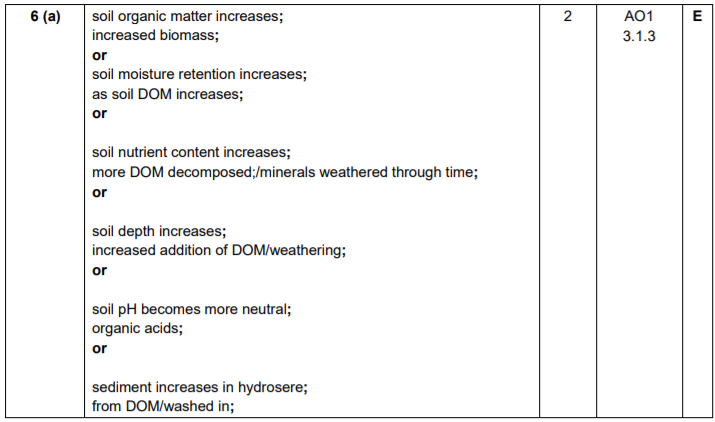 6 (a) soil organic matter increases; 2 AO1 E
increased biomass; 3.1.3
or
soil moisture retention increases;
as soil DOM increases;
or
soil nutrient content increases;
more DOM decomposed;/minerals weathered through time;
or
soil depth increases;
increased addition of DOM/weathering;
or
soil pH becomes more neutral;
organic acids;
or
sediment increases in hydrosere;
from DOM/washed in;